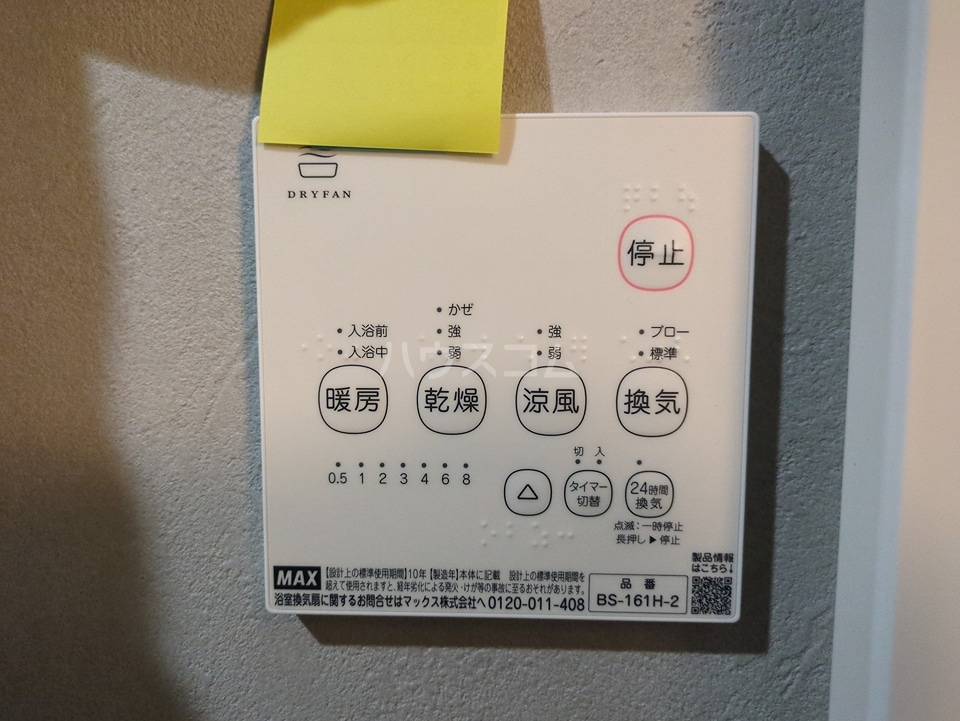 DRYFAN
停止
かぜ
入浴前 強 強 ブロー
入浴中 弱 弱 標準
ハウスコム
暖房 乾燥 涼風 換気
切 入
0.5 1 2 3 4 6 8
△ タイマー切替 24時間換気
点滅:一時停止
長押し▶停止
製品情報
はこちら↓
MAX 【設計上の標準使用期間】10年【製造年】本体に記載 設計上の標準使用期間を
超えて使用されますと、経年劣化による発火・けが等の事故に至るおそれがあります。
浴室換気扇に関するお問合せはマックス株式会社へ 0120-011-408
品番
BS-161H-2